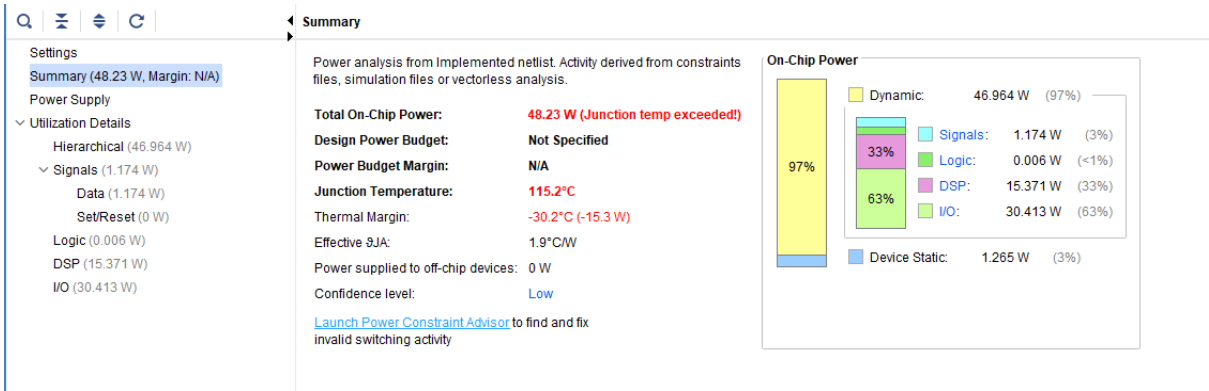 Settings
Summary (48.23 W, Margin: N/A)
Power Supply
Utilization Details
Hierarchical (46.964 W)
Signals (1.174 W)
Data (1.174 W)
Set/Reset (0 W)
Logic (0.006 W)
DSP (15.371 W)
I/O (30.413 W)
Summary
Power analysis from Implemented netlist. Activity derived from constraints
files, simulation files or vectorless analysis.
Total On-Chip Power: 48.23 W (Junction temp exceeded!)
Design Power Budget: Not Specified
Power Budget Margin: N/A
Junction Temperature: 115.2°C
Thermal Margin: -30.2°C (-15.3 W)
Effective ϑJA: 1.9°C/W
Power supplied to off-chip devices: 0 W
Confidence level: Low
Launch Power Constraint Advisor to find and fix
invalid switching activity
On-Chip Power
97%
Dynamic: 46.964 W (97%)
33%
63%
Signals: 1.174 W (3%)
Logic: 0.006 W (<1%)
DSP: 15.371 W (33%)
I/O: 30.413 W (63%)
Device Static: 1.265 W (3%)